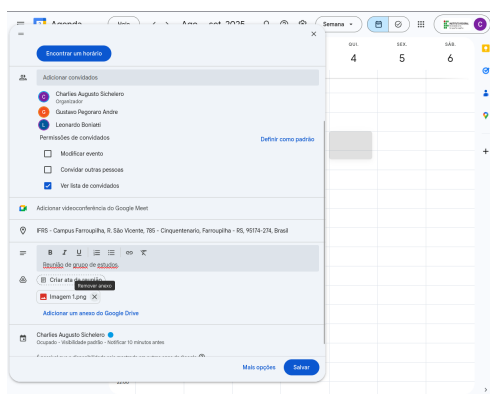 Agenda
Hoje
Ago. – set. 2025
Semana
C
Encontrar um horário
Adicionar convidados
C Charlies Augusto Sichelero
Organizador
G Gustavo Pegoraro Andre
L Leonardo Boniatti
Permissões de convidados
Definir como padrão
Modificar evento
Convidar outras pessoas
Ver lista de convidados
Adicionar videoconferência do Google Meet
IFRS - Campus Farroupilha, R. São Vicente, 785 - Cinquentenário, Farroupilha - RS, 95174-274, Brasil
B I U
Reunião de grupo de estudos.
Criar ata da reunião
Remover anexo
Imagem 1.png
Adicionar um anexo do Google Drive
Charlies Augusto Sichelero
Ocupado - Visibilidade padrão - Notificar 10 minutos antes
Mais opções
Salvar
QUI.
SEX.
SÁB.
4
5
6
22:00